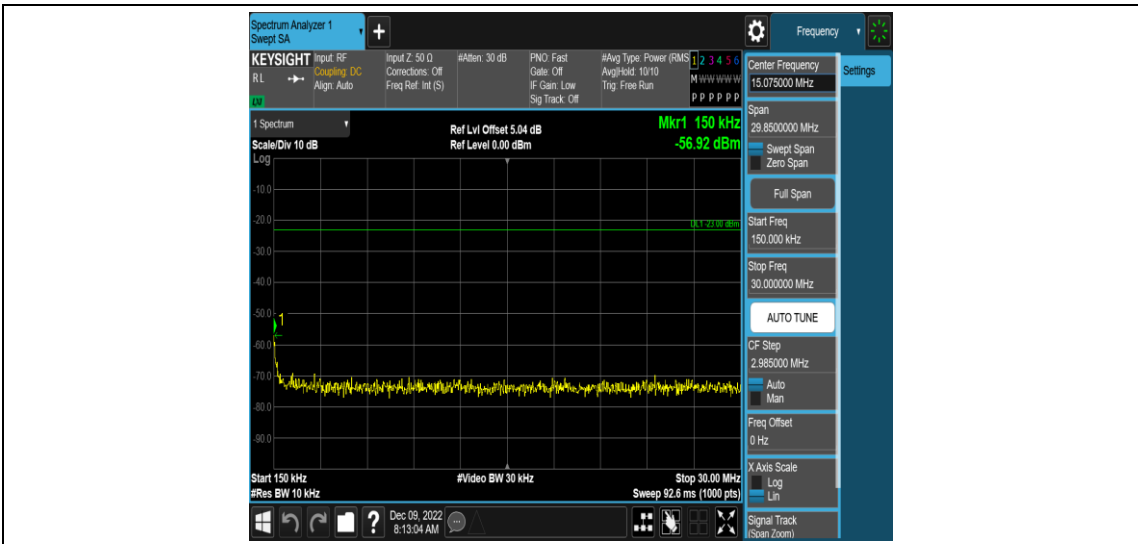 Spectrum Analyzer 1
Swept SA
+
Frequency
KEYSIGHT
RL
LXI
Input: RF
Coupling: DC
Align: Auto
Input Z: 50 Ω
Corrections: Off
Freq Ref: Int (S)
#Atten: 30 dB
PNO: Fast
Gate: Off
IF Gain: Low
Sig Track: Off
#Avg Type: Power (RMS
Avg|Hold: 10/10
Trig: Free Run
1 2 3 4 5 6
M W W W W W
P P P P P P
1 Spectrum
Scale/Div 10 dB
Ref Lvl Offset 5.04 dB
Ref Level 0.00 dBm
Mkr1 150 kHz
-56.92 dBm
Log
-10.0
-20.0
DL1 -23.00 dBm
-30.0
-40.0
-50.0
1
-60.0
-70.0
-80.0
-90.0
Start 150 kHz
#Video BW 30 kHz
Stop 30.00 MHz
#Res BW 10 kHz
Sweep 92.6 ms (1000 pts)
?
Dec 09, 2022
8:13:04 AM
Center Frequency
15.075000 MHz
Settings
Span
29.8500000 MHz
Swept Span
Zero Span
Full Span
Start Freq
150.000 kHz
Stop Freq
30.000000 MHz
AUTO TUNE
CF Step
2.985000 MHz
Auto
Man
Freq Offset
0 Hz
X Axis Scale
Log
Lin
Signal Track
(Span Zoom)